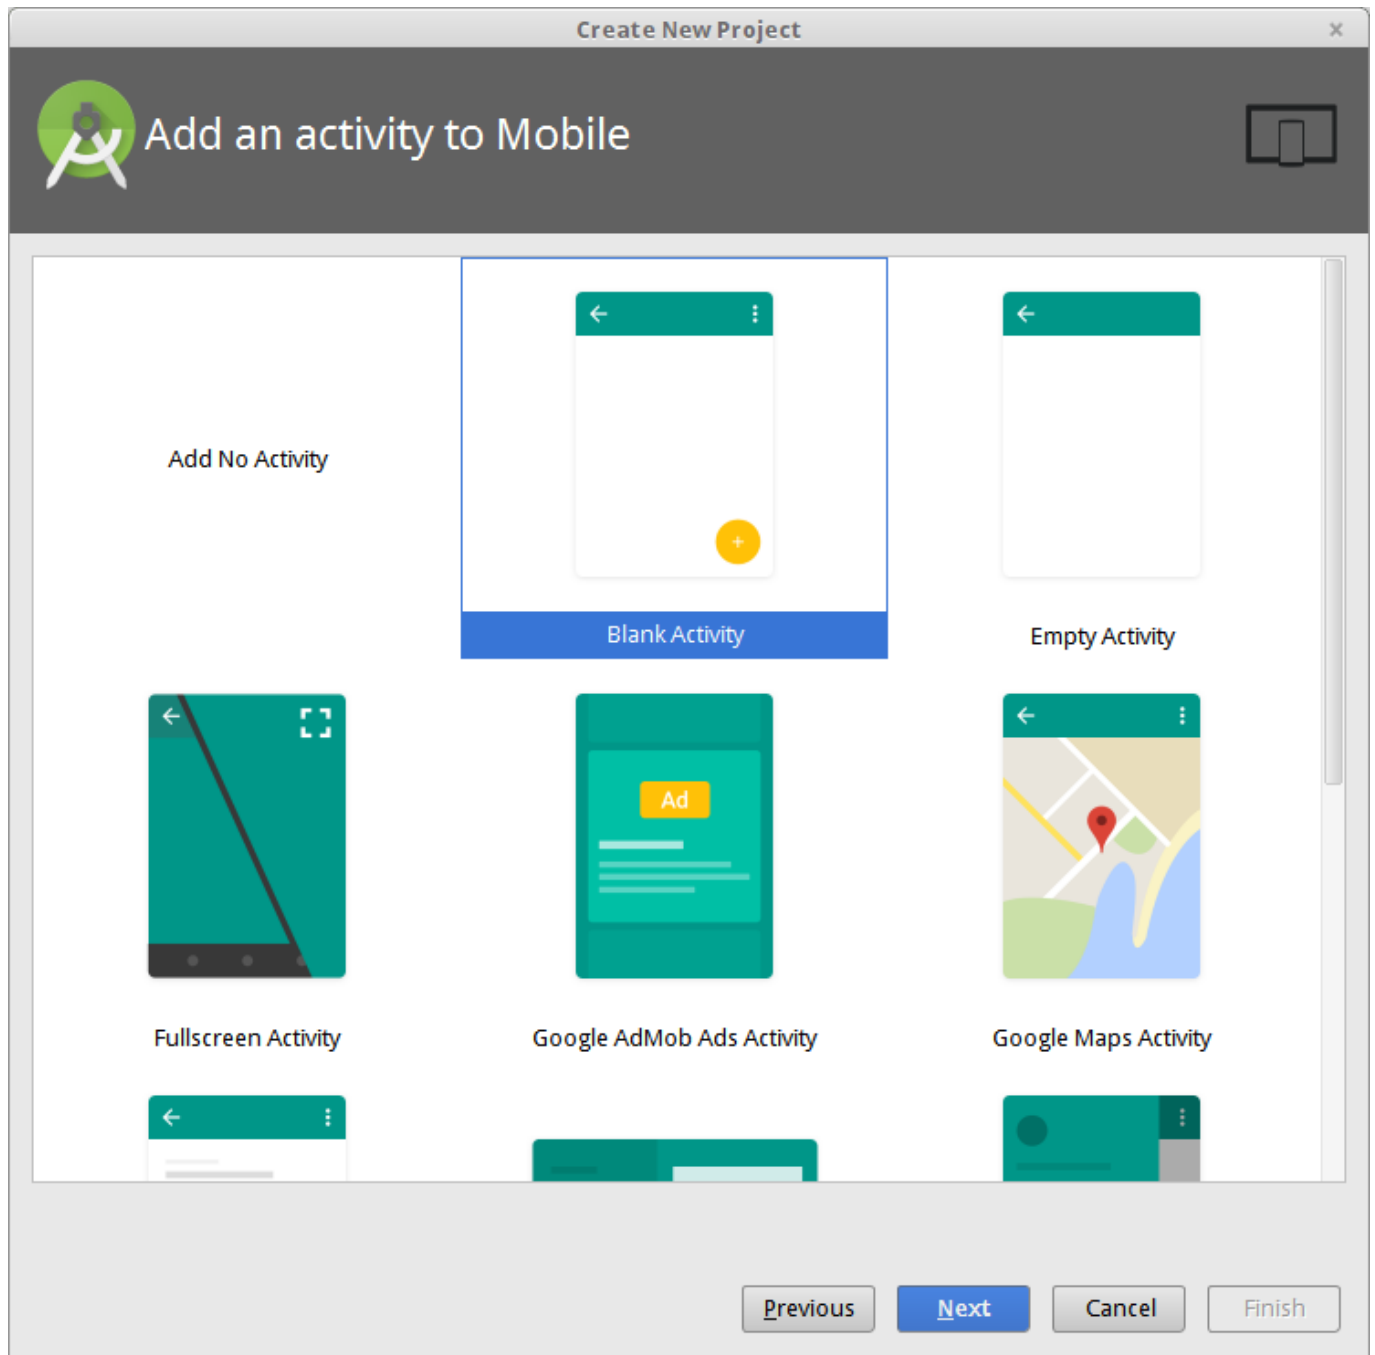 Create New Project
Add an activity to Mobile
Add No Activity
Blank Activity
Empty Activity
Ad
Fullscreen Activity
Google AdMob Ads Activity
Google Maps Activity
Previous
Next
Cancel
Finish